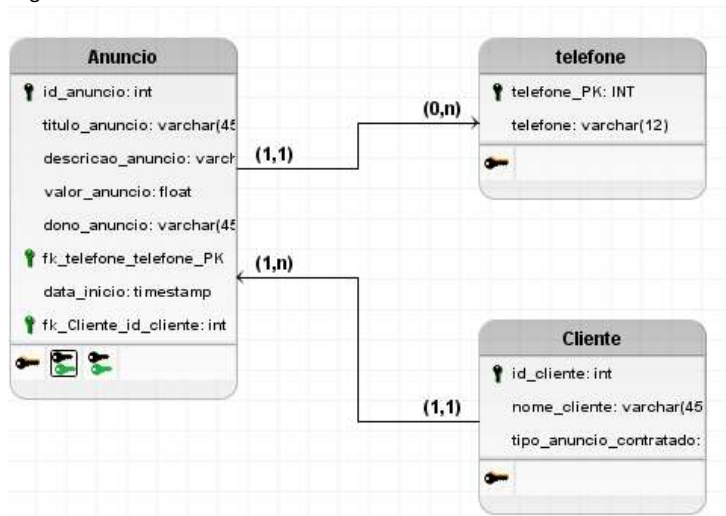 Anuncio
id_anuncio: int
titulo_anuncio: varchar(45
descricao_anuncio: varch
valor_anuncio: float
dono_anuncio: varchar(45
fk_telefone_telefone_PK
data_inicio: timestamp
fk_Cliente_id_cliente: int
(1,1)
(0,n)
telefone
telefone_PK: INT
telefone: varchar(12)
(1,n)
(1,1)
Cliente
id_cliente: int
nome_cliente: varchar(45
tipo_anuncio_contratado: